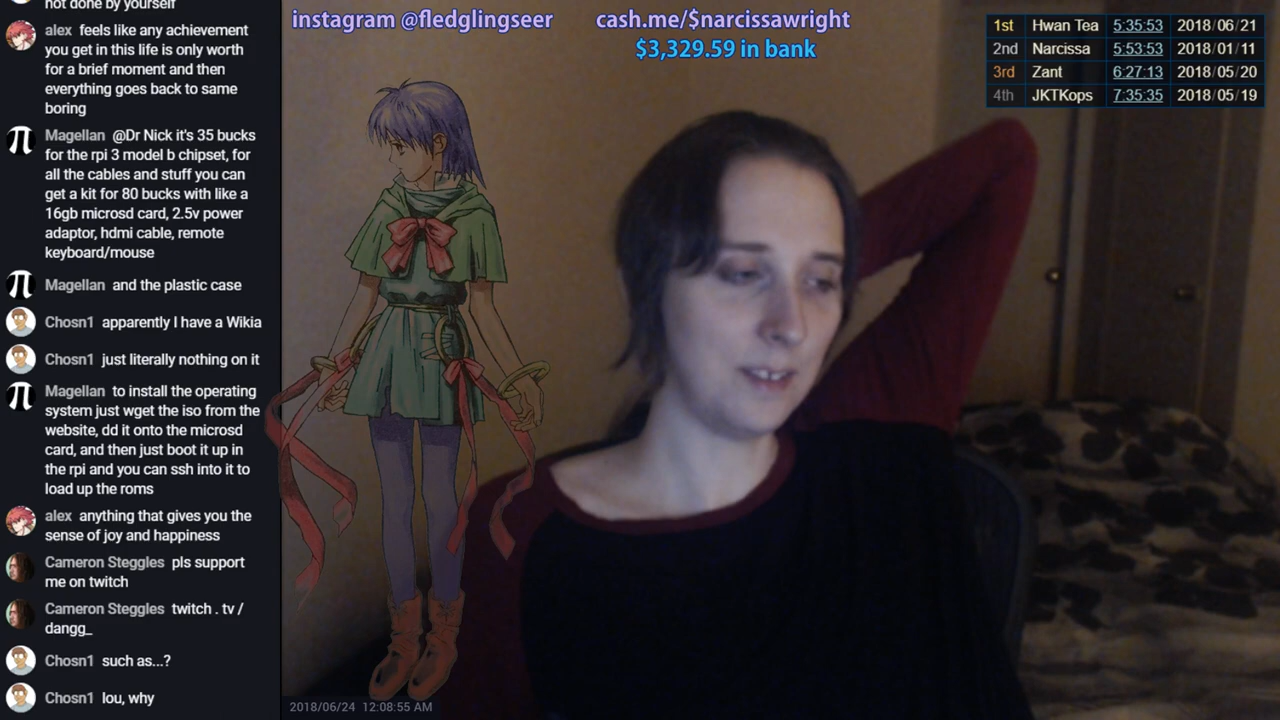 not done by yourself
alex feels like any achievement
you get in this life is only worth
for a brief moment and then
everything goes back to same
boring
Magellan @Dr Nick it's 35 bucks
for the rpi 3 model b chipset, for
all the cables and stuff you can
get a kit for 80 bucks with like a
16gb microsd card, 2.5v power
adaptor, hdmi cable, remote
keyboard/mouse
Magellan and the plastic case
Chosn1 apparently I have a Wikia
Chosn1 just literally nothing on it
Magellan to install the operating
system just wget the iso from the
website, dd it onto the microsd
card, and then just boot it up in
the rpi and you can ssh into it to
load up the roms
alex anything that gives you the
sense of joy and happiness
Cameron Steggles pls support
me on twitch
Cameron Steggles twitch . tv /
dangg_
Chosn1 such as...?
Chosn1 lou, why
instagram @fledglingseer cash.me/$narcissawright
$3,329.59 in bank
1st Hwan Tea 5:35:53 2018/06/21
2nd Narcissa 5:53:53 2018/01/11
3rd Zant 6:27:13 2018/05/20
4th JKTKops 7:35:35 2018/05/19
2018/06/24 12:08:55 AM